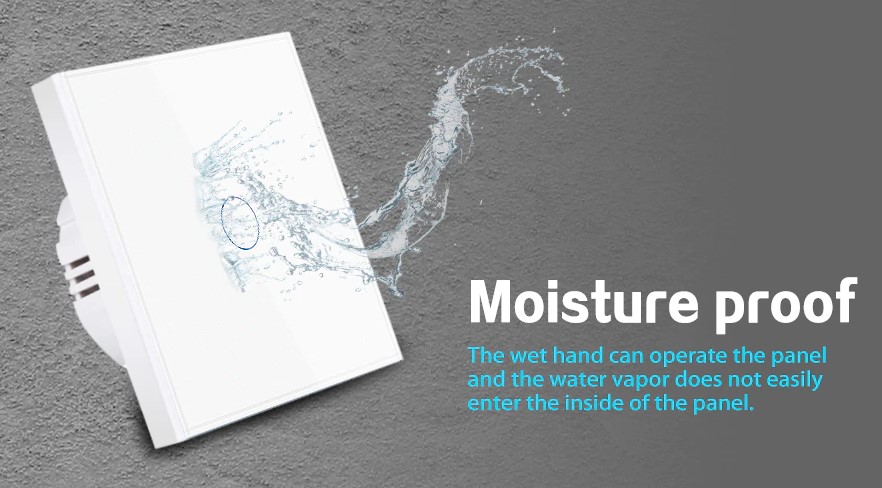 Moisture proof
The wet hand can operate the panel
and the water vapor does not easily
enter the inside of the panel.